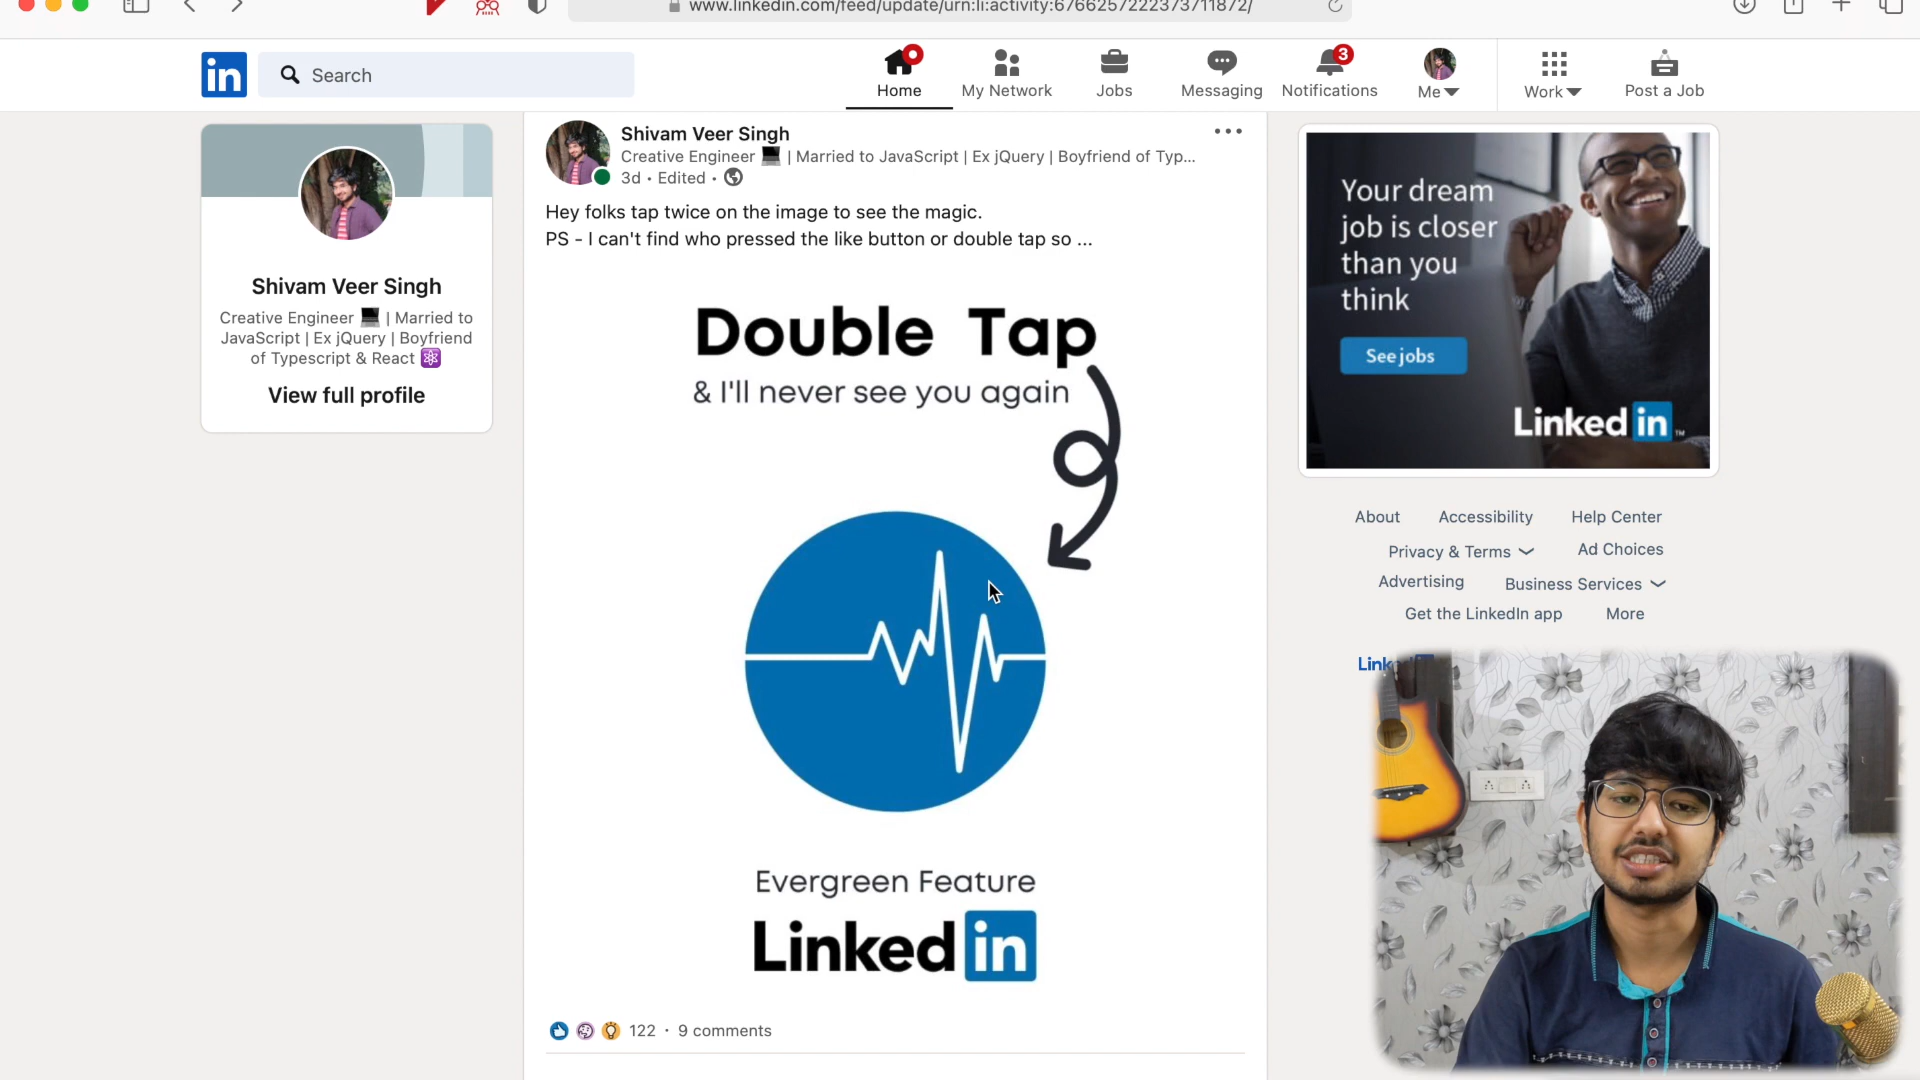 www.linkedin.com/feed/update/urn:li:activity:6766257222373711872/
in
Search
Home
My Network
Jobs
Messaging
3
Notifications
Me
Work
Post a Job
Shivam Veer Singh
Creative Engineer | Married to
JavaScript | Ex jQuery | Boyfriend
of Typescript & React
View full profile
Shivam Veer Singh
Creative Engineer | Married to JavaScript | Ex jQuery | Boyfriend of Typ...
3d • Edited •
Hey folks tap twice on the image to see the magic.
PS - I can't find who pressed the like button or double tap so ...
Double Tap
& I'll never see you again
Evergreen Feature
Linked in
122 • 9 comments
Your dream
job is closer
than you
think
See jobs
Linked in
About
Accessibility
Help Center
Privacy & Terms
Ad Choices
Advertising
Business Services
Get the LinkedIn app
More